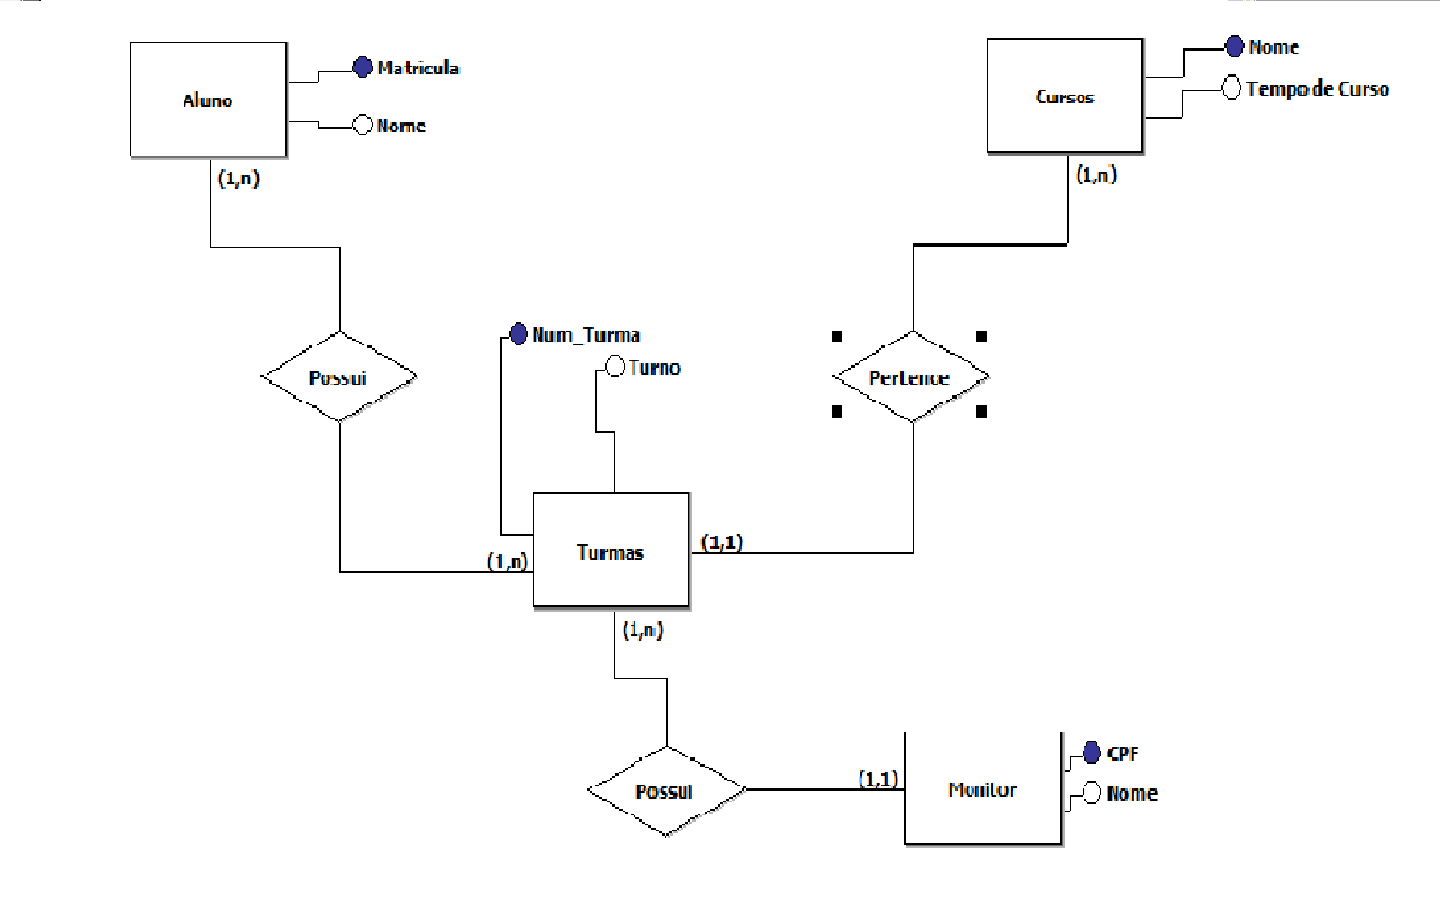 Aluno
Matricula
Nome
(1,n)
Cursos
Nome
Tempo de Curso
(1,n)
Possui
Num_Turma
Turno
Pertence
Turmas
(1,n)
(1,1)
(1,n)
Possui
(1,1)
Monitor
CPF
Nome